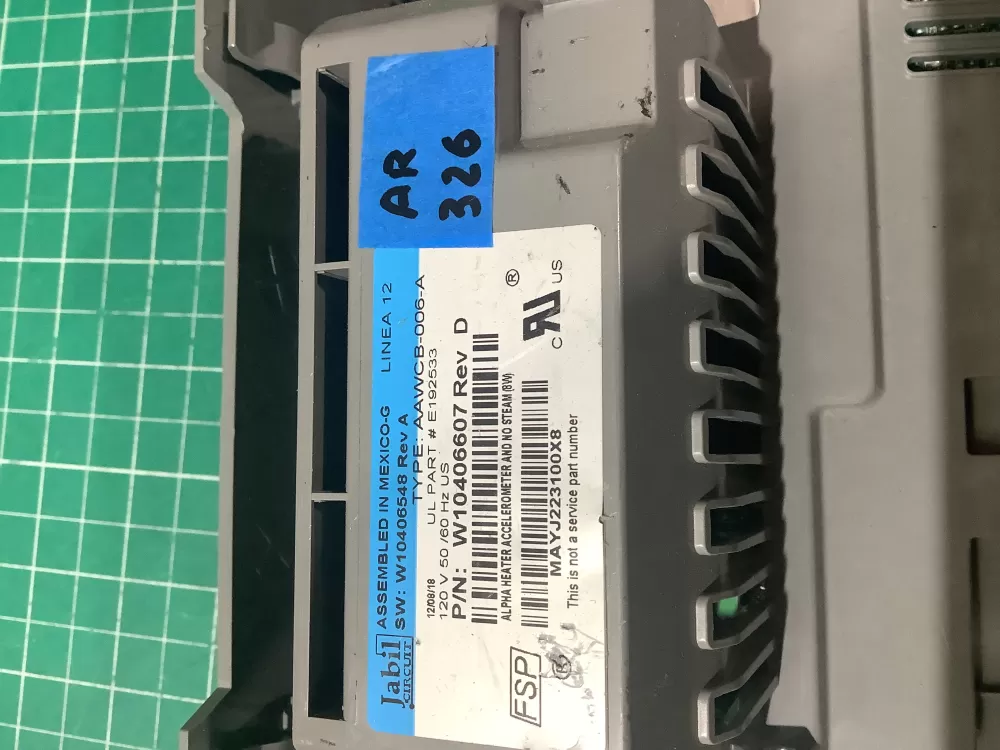 AR
326
Jabil
CIRCUIT
ASSEMBLED IN MEXICO-G LINEA 12
SW: W10406548 Rev A
TYPE: AAWCB-006-A
UL PART # E192533
12/08/18
120 V 50/60 Hz US
P/N: W10406607 Rev D
ALPHA HEATER ACCELEROMETER AND NO STEAM (8W)
MAYJ223100X8
This is not a service part number
FSP
®
®
C US